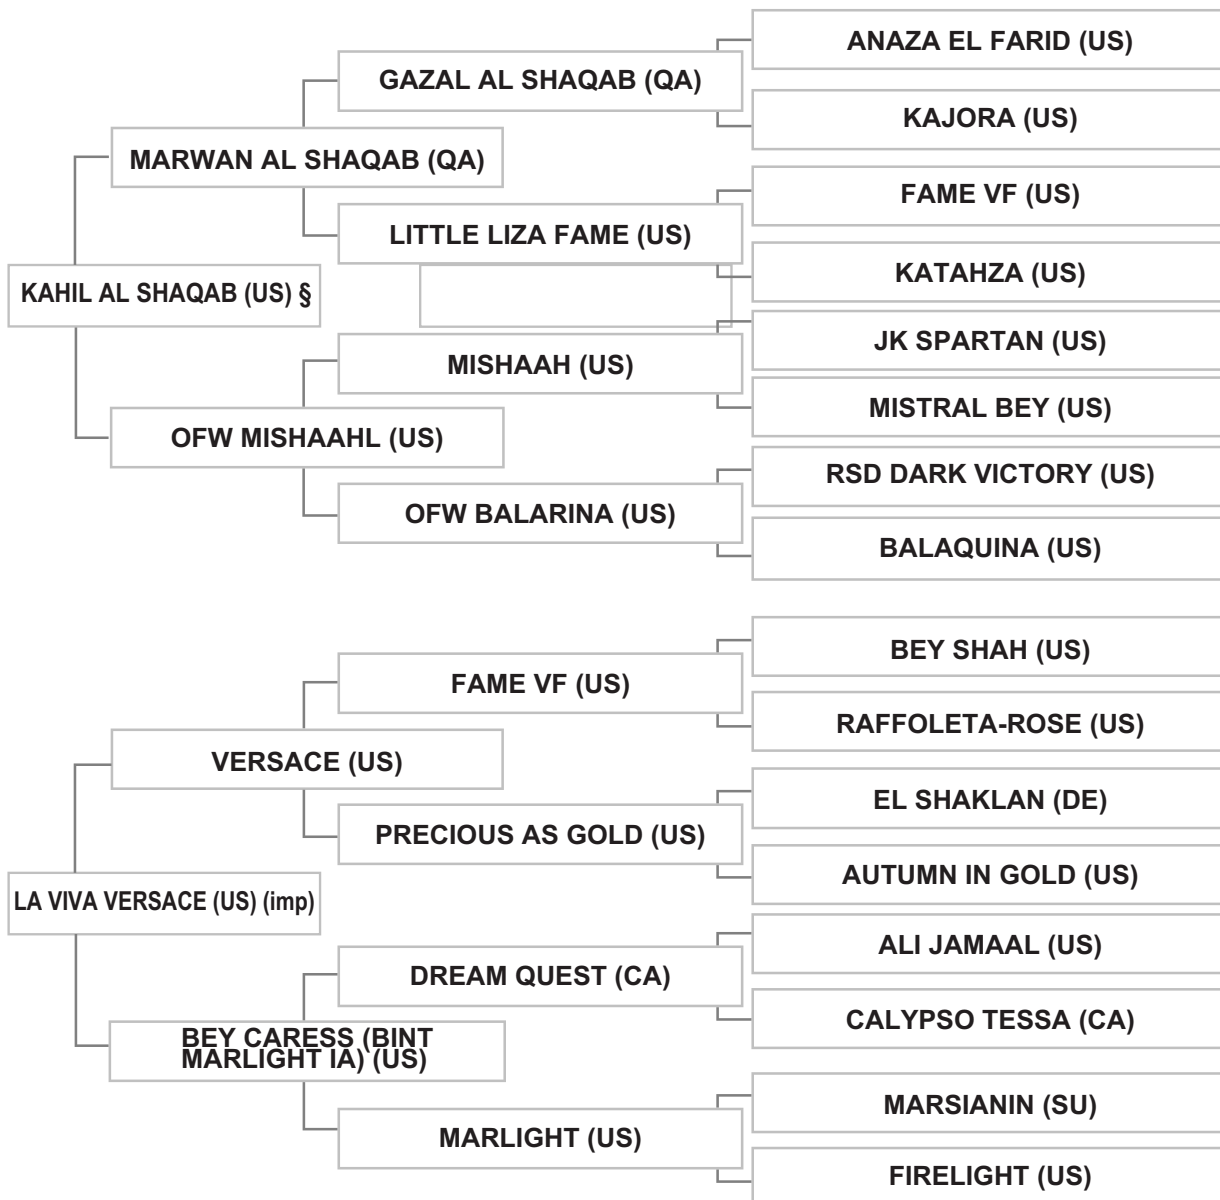 ANAZA EL FARID (US)
GAZAL AL SHAQAB (QA)
KAJORA (US)
MARWAN AL SHAQAB (QA)
FAME VF (US)
LITTLE LIZA FAME (US)
KATAHZA (US)
KAHIL AL SHAQAB (US) §
JK SPARTAN (US)
MISHAAH (US)
MISTRAL BEY (US)
OFW MISHAAHL (US)
RSD DARK VICTORY (US)
OFW BALARINA (US)
BALAQUINA (US)
BEY SHAH (US)
FAME VF (US)
RAFFOLETA-ROSE (US)
VERSACE (US)
EL SHAKLAN (DE)
PRECIOUS AS GOLD (US)
AUTUMN IN GOLD (US)
LA VIVA VERSACE (US) (imp)
ALI JAMAAL (US)
DREAM QUEST (CA)
CALYPSO TESSA (CA)
BEY CARESS (BINT
MARLIGHT IA) (US)
MARSIANIN (SU)
MARLIGHT (US)
FIRELIGHT (US)